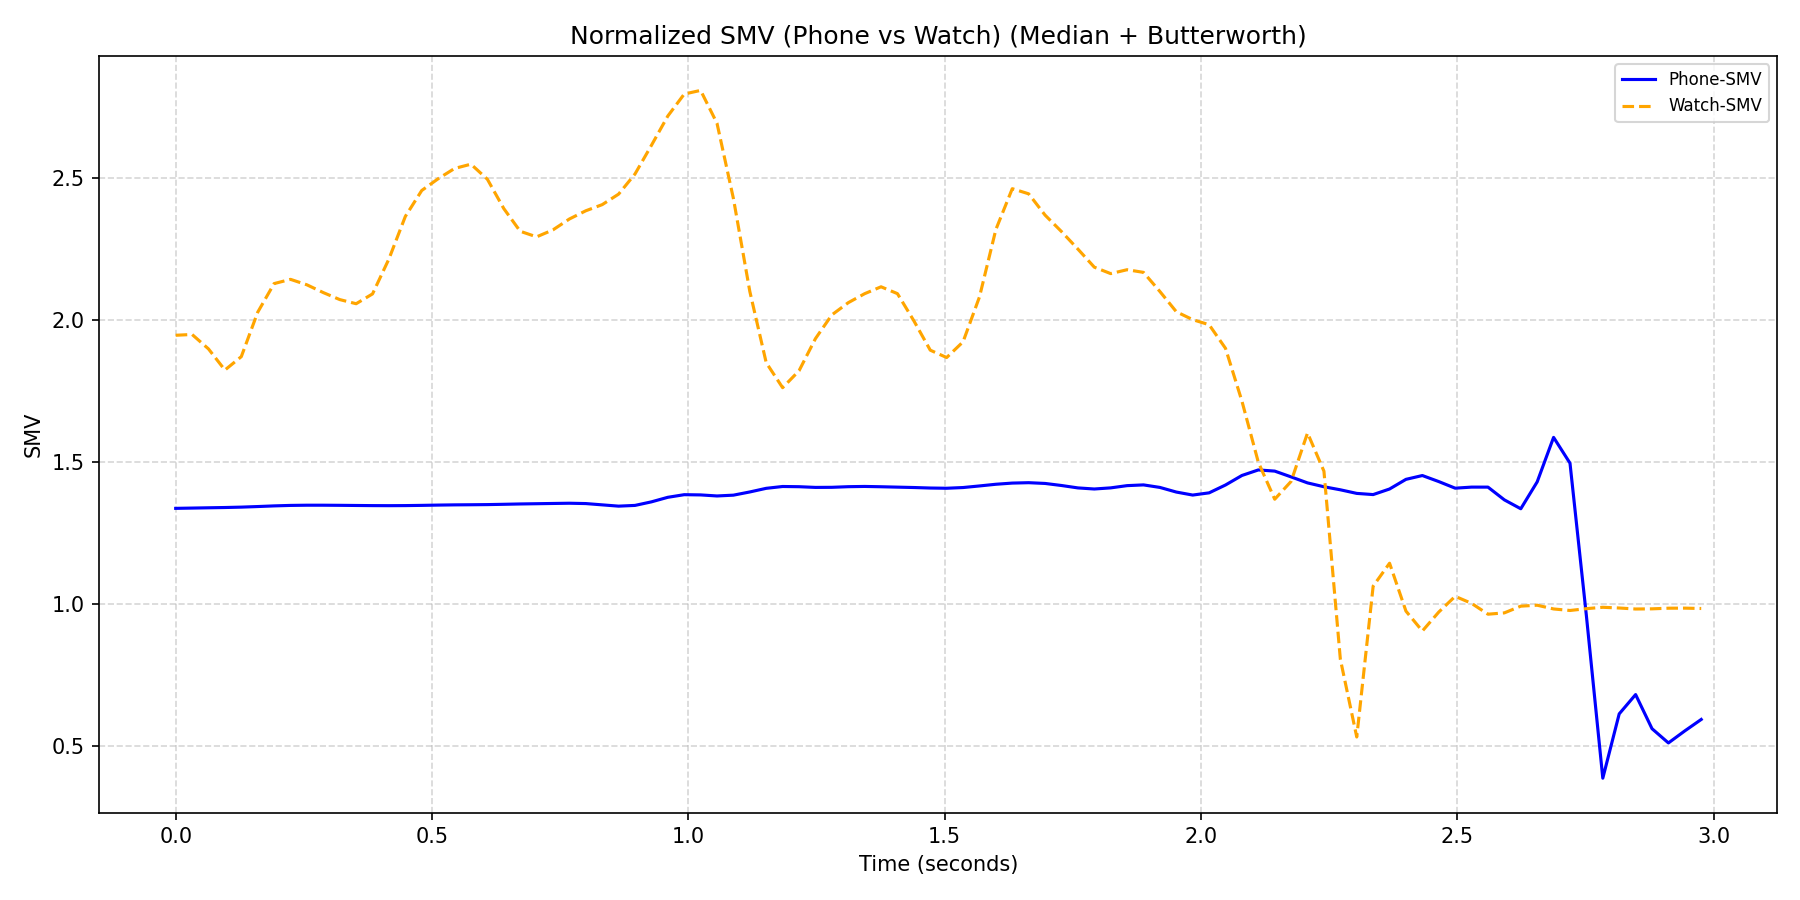 Normalized SMV (Phone vs Watch) (Median + Butterworth)
Phone-SMV
Watch-SMV
SMV
2.5
2.0
1.5
1.0
0.5
0.0 0.5 1.0 1.5 2.0 2.5 3.0
Time (seconds)